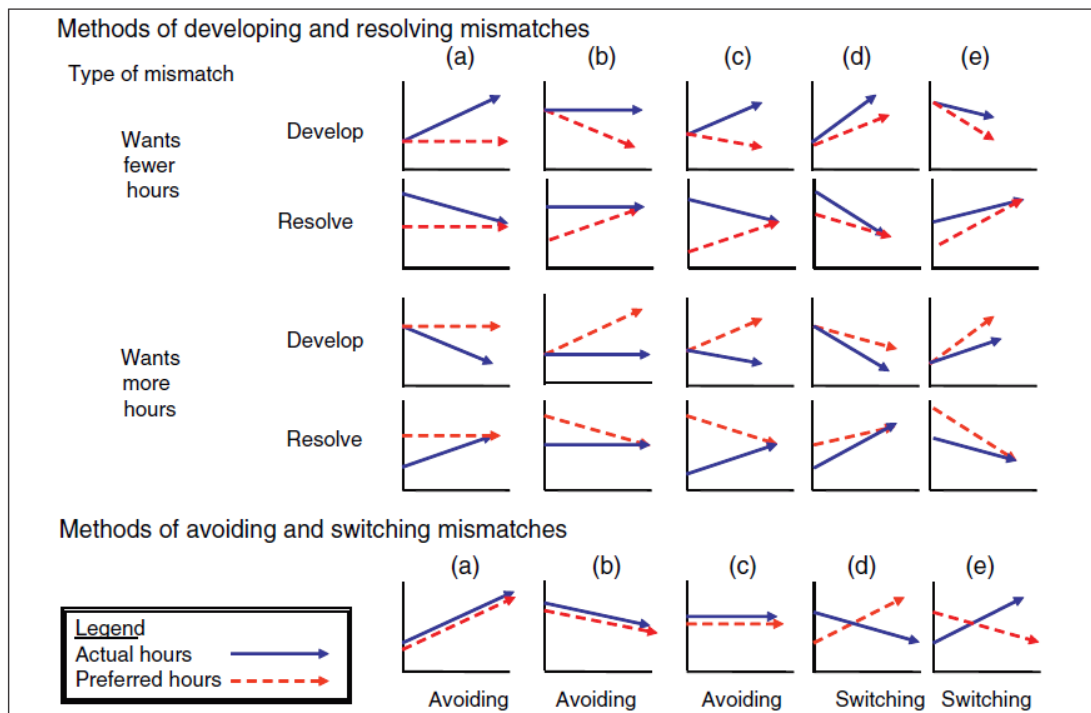 Methods of developing and resolving mismatches
(a) (b) (c) (d) (e)
Type of mismatch
Develop
Wants
fewer
hours
Resolve
Develop
Wants
more
hours
Resolve
Methods of avoiding and switching mismatches
(a) (b) (c) (d) (e)
Legend
Actual hours
Preferred hours
Avoiding Avoiding Avoiding Switching Switching